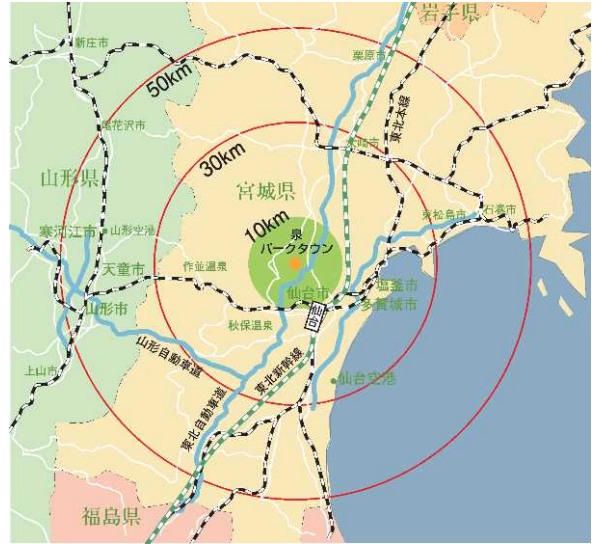 岩手県
新庄市
栗原市
50km
東北本線
尾花沢市
大崎市
30km
山形県
宮城県
寒河江市
山形空港
10km
泉
パークタウン
東松島市
石巻市
天童市
作並温泉
仙台市
塩釜市
多賀城市
山形市
仙台
秋保温泉
山形自動車道
上山市
東北新幹線
仙台空港
東北自動車道
福島県